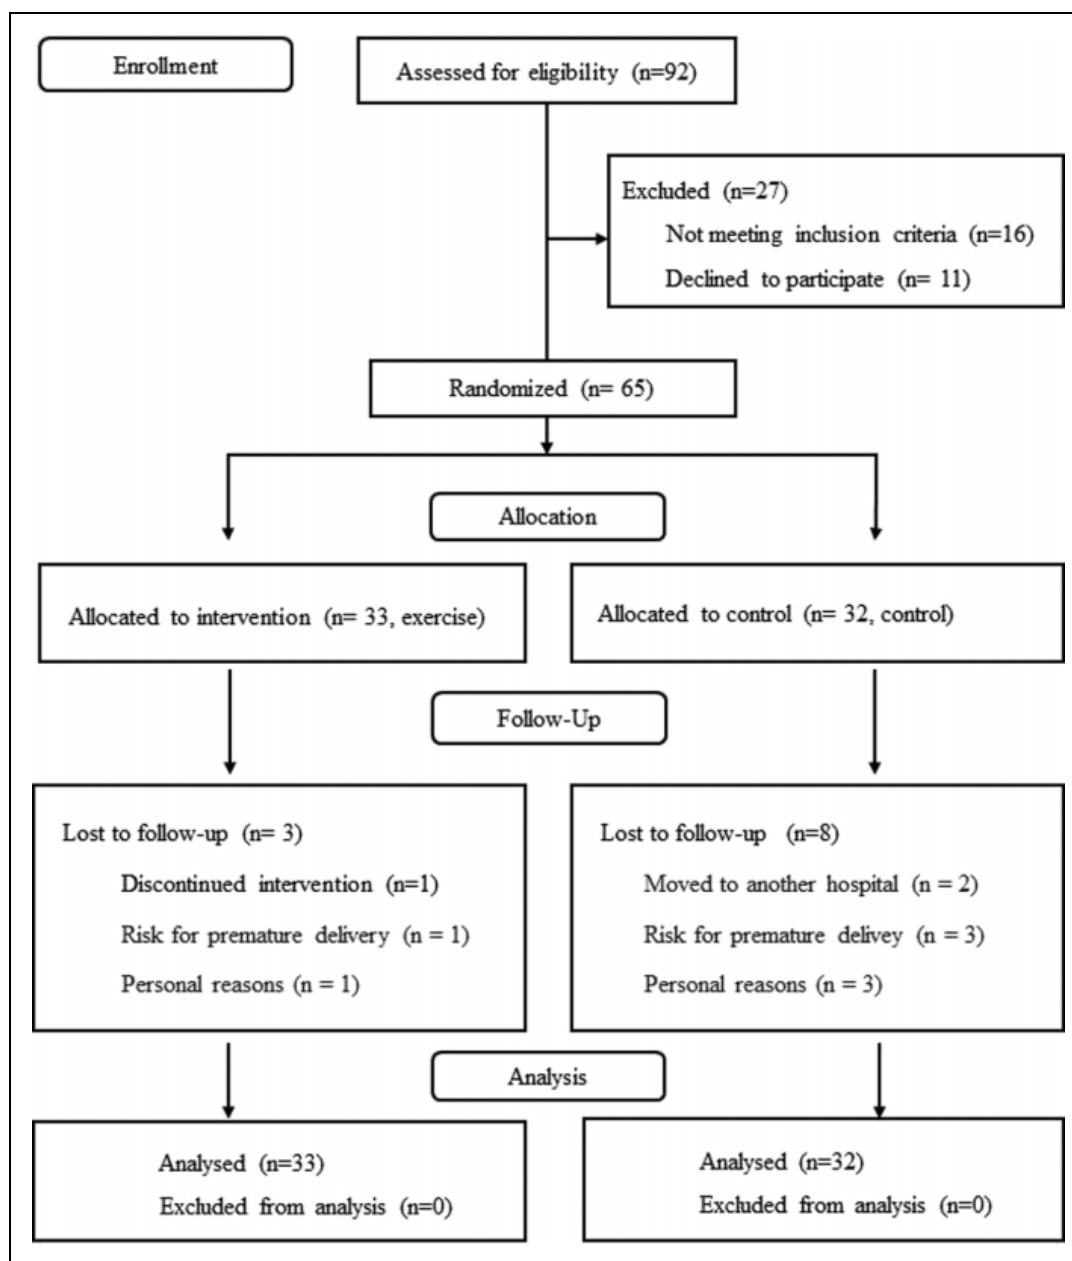 Enrollment
Assessed for eligibility (n=92)
Excluded (n=27)
Not meeting inclusion criteria (n=16)
Declined to participate (n= 11)
Randomized (n= 65)
Allocation
Allocated to intervention (n= 33, exercise)
Allocated to control (n= 32, control)
Follow-Up
Lost to follow-up (n= 3)
Discontinued intervention (n=1)
Risk for premature delivery (n = 1)
Personal reasons (n = 1)
Lost to follow-up (n=8)
Moved to another hospital (n = 2)
Risk for premature delivey (n = 3)
Personal reasons (n = 3)
Analysis
Analysed (n=33)
Excluded from analysis (n=0)
Analysed (n=32)
Excluded from analysis (n=0)